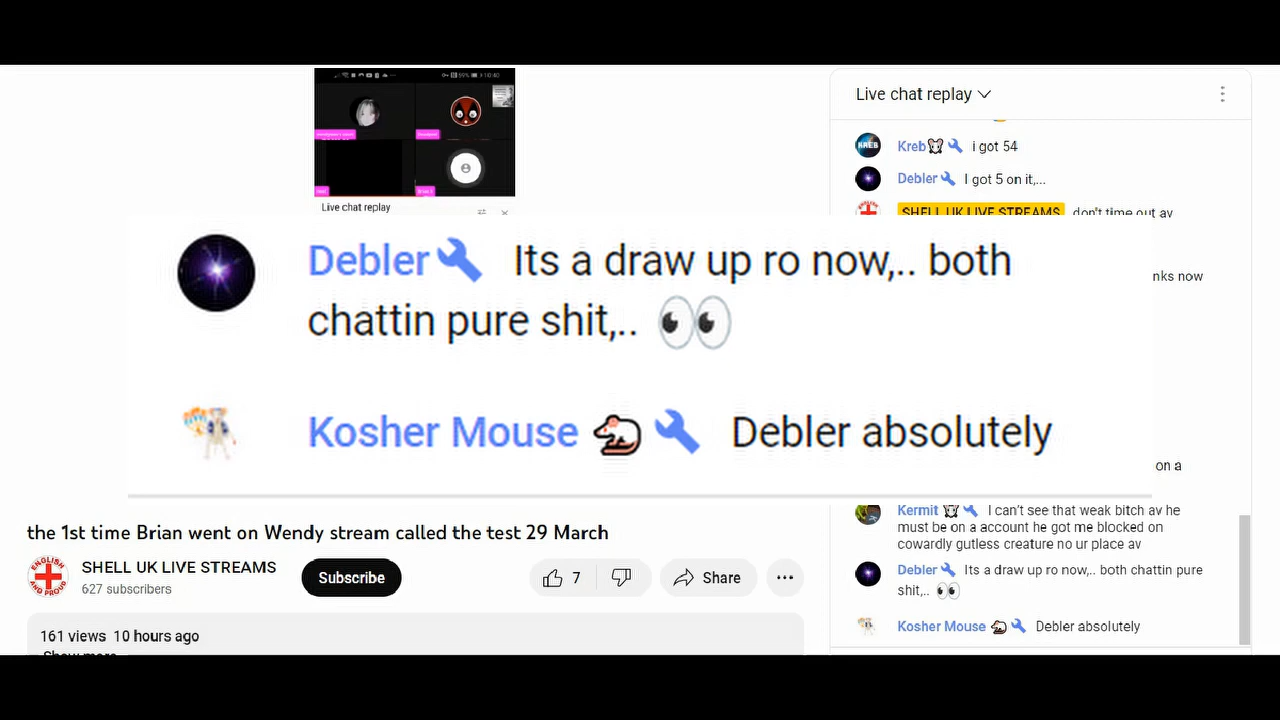 Live chat replay
Kreb i got 54
Debler I got 5 on it,...
SHELL UK LIVE STREAMS don't time out av
Live chat replay
Debler Its a draw up ro now,.. both
chattin pure shit,.. 👀
nks now
Kosher Mouse 🐁 Debler absolutely
on a
the 1st time Brian went on Wendy stream called the test 29 March
ENGLISH
AND PROUD
SHELL UK LIVE STREAMS
627 subscribers
Subscribe
7
Share
161 views 10 hours ago
Show more
Kermit I can't see that weak bitch av he
must be on a account he got me blocked on
cowardly gutless creature no ur place av
Debler Its a draw up ro now,.. both chattin pure
shit,.. 👀
Kosher Mouse 🐁 Debler absolutely